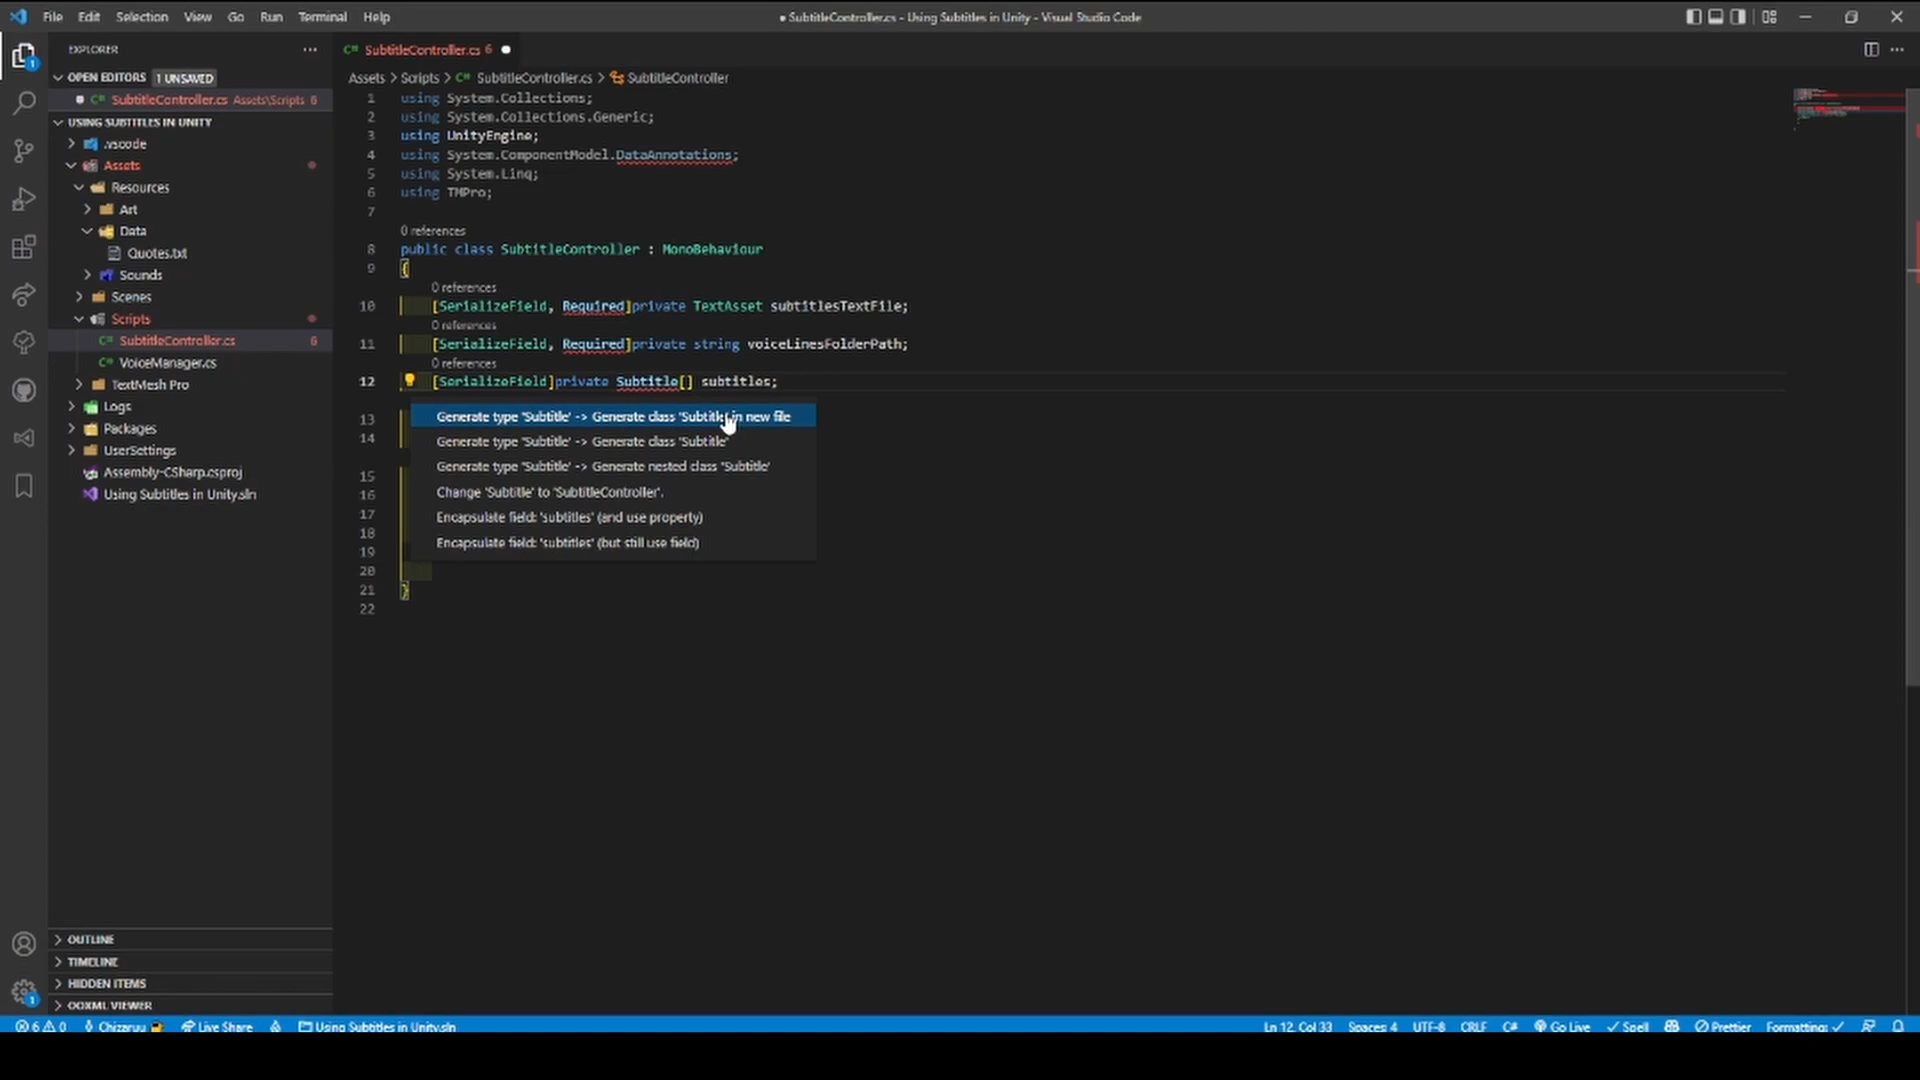 File Edit Selection View Go Run Terminal Help
● SubtitleController.cs - Using Subtitles in Unity - Visual Studio Code
EXPLORER
OPEN EDITORS 1 UNSAVED
SubtitleController.cs Assets\Scripts 6
USING SUBTITLES IN UNITY
.vscode
Assets
Resources
Art
Data
Quotes.txt
Sounds
Scenes
Scripts
SubtitleController.cs 6
VoiceManager.cs
TextMesh Pro
Logs
Packages
UserSettings
Assembly-CSharp.csproj
Using Subtitles in Unity.sln
OUTLINE
TIMELINE
HIDDEN ITEMS
OOXML VIEWER
SubtitleController.cs 6
Assets > Scripts > SubtitleController.cs > SubtitleController
1 using System.Collections;
2 using System.Collections.Generic;
3 using UnityEngine;
4 using System.ComponentModel.DataAnnotations;
5 using System.Linq;
6 using TMPro;
7
0 references
8 public class SubtitleController : MonoBehaviour
9 {
0 references
10 [SerializeField, Required]private TextAsset subtitlesTextFile;
0 references
11 [SerializeField, Required]private string voiceLinesFolderPath;
0 references
12 [SerializeField]private Subtitle[] subtitles;
13
14
15
16
17
18
19
20
21 }
22
Generate type 'Subtitle' -> Generate class 'Subtitle' in new file
Generate type 'Subtitle' -> Generate class 'Subtitle'
Generate type 'Subtitle' -> Generate nested class 'Subtitle'
Change 'Subtitle' to 'SubtitleController'.
Encapsulate field: 'subtitles' (and use property)
Encapsulate field: 'subtitles' (but still use field)
6 0 Chizaruu Live Share Using Subtitles in Unity.sln
Ln 12, Col 33 Spaces: 4 UTF-8 CRLF C# Go Live Spell Prettier Formatting: ✓